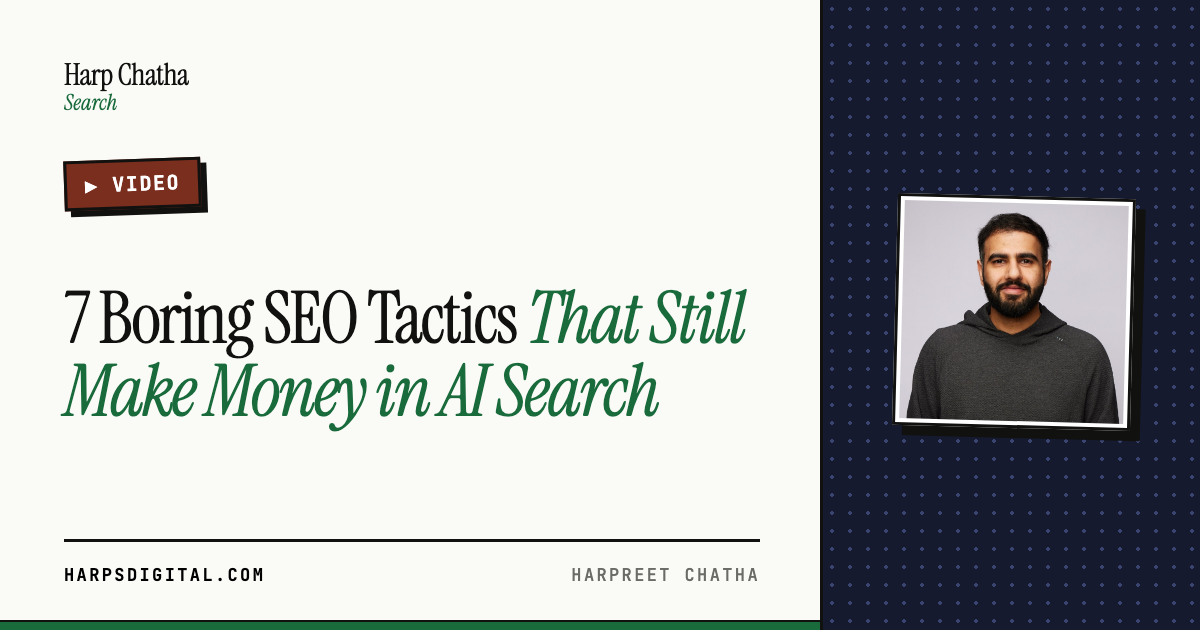 Harp Chatha
Search
▶ VIDEO
7 Boring SEO Tactics That Still
Make Money in AI Search
HARPSDIGITAL.COM
HARPREET CHATHA